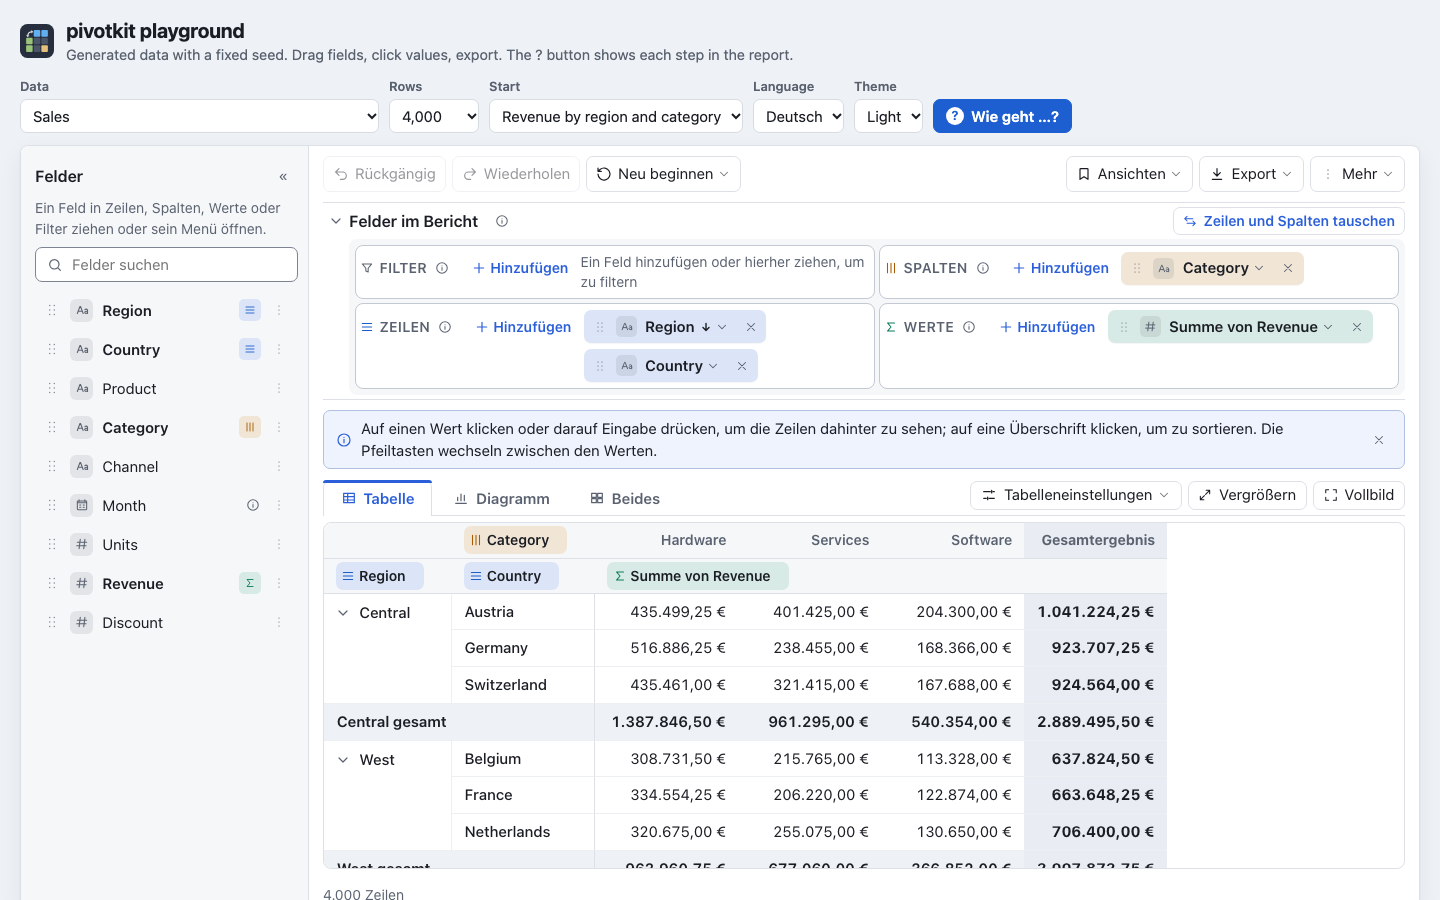 pivotkit playground
Generated data with a fixed seed. Drag fields, click values, export. The ? button shows each step in the report.
Data Rows Start Language Theme
Sales 4,000 Revenue by region and category Deutsch Light ? Wie geht ...?
Felder «
Ein Feld in Zeilen, Spalten, Werte oder
Filter ziehen oder sein Menü öffnen.
Felder suchen
Aa Region
Aa Country
Aa Product
Aa Category
Aa Channel
Month
# Units
# Revenue Σ
# Discount
Rückgängig Wiederholen Neu beginnen Ansichten Export Mehr
Felder im Bericht Zeilen und Spalten tauschen
FILTER + Hinzufügen Ein Feld hinzufügen oder hierher ziehen, um
zu filtern
SPALTEN + Hinzufügen Aa Category
ZEILEN + Hinzufügen Aa Region
Aa Country
Σ WERTE + Hinzufügen # Summe von Revenue
Auf einen Wert klicken oder darauf Eingabe drücken, um die Zeilen dahinter zu sehen; auf eine Überschrift klicken, um zu sortieren. Die
Pfeiltasten wechseln zwischen den Werten.
Tabelle Diagramm Beides Tabelleneinstellungen Vergrößern Vollbild
Category Hardware Services Software Gesamtergebnis
Region Country Σ Summe von Revenue
Central Austria 435.499,25 € 401.425,00 € 204.300,00 € 1.041.224,25 €
Germany 516.886,25 € 238.455,00 € 168.366,00 € 923.707,25 €
Switzerland 435.461,00 € 321.415,00 € 167.688,00 € 924.564,00 €
Central gesamt 1.387.846,50 € 961.295,00 € 540.354,00 € 2.889.495,50 €
West Belgium 308.731,50 € 215.765,00 € 113.328,00 € 637.824,50 €
France 334.554,25 € 206.220,00 € 122.874,00 € 663.648,25 €
Netherlands 320.675,00 € 255.075,00 € 130.650,00 € 706.400,00 €
West gesamt
4.000 Zeilen